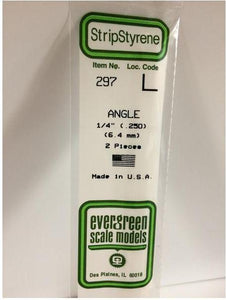 StripStyrene
Item No. Loc. Code
297 L
ANGLE
1/4" (.250)
(6.4 mm)
2 Pieces
Made in U.S.A.
evergreen
scale models
Des Plaines, IL 60018